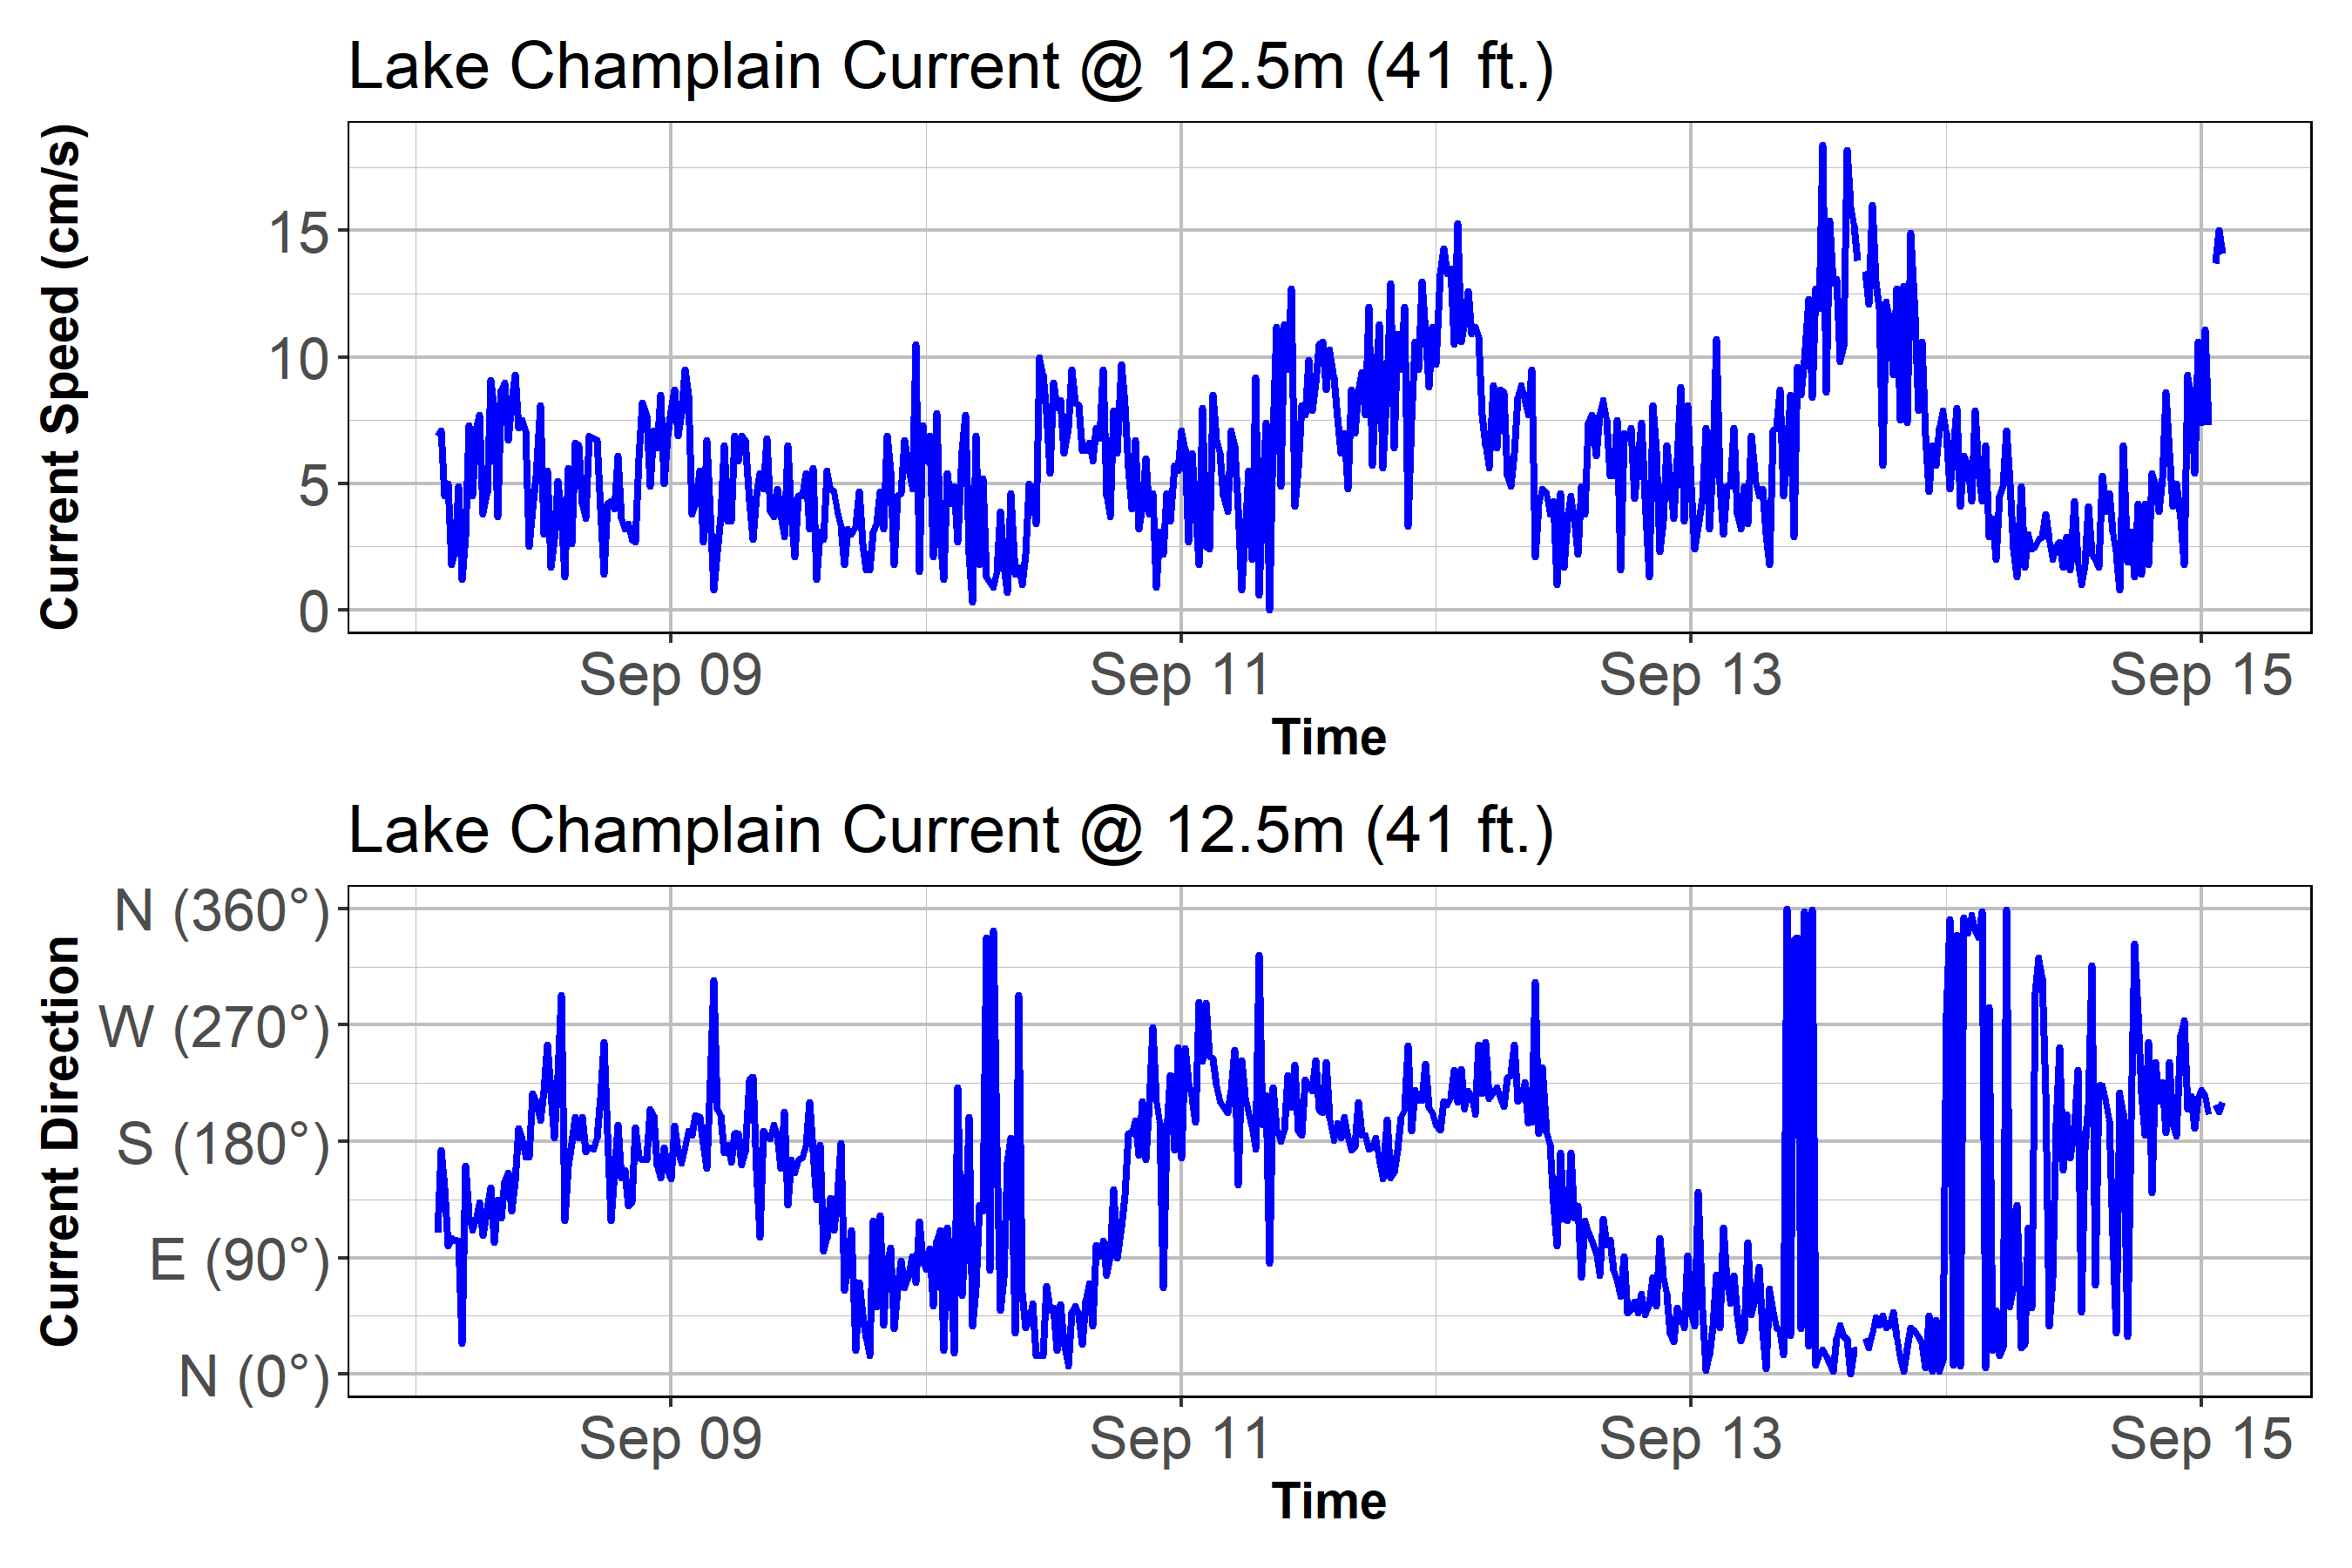 Lake Champlain Current @ 12.5m (41 ft.)
Current Speed (cm/s)
15
10
5
0
Sep 09 Sep 11 Sep 13 Sep 15
Time
Lake Champlain Current @ 12.5m (41 ft.)
Current Direction
N (360°)
W (270°)
S (180°)
E (90°)
N (0°)
Sep 09 Sep 11 Sep 13 Sep 15
Time